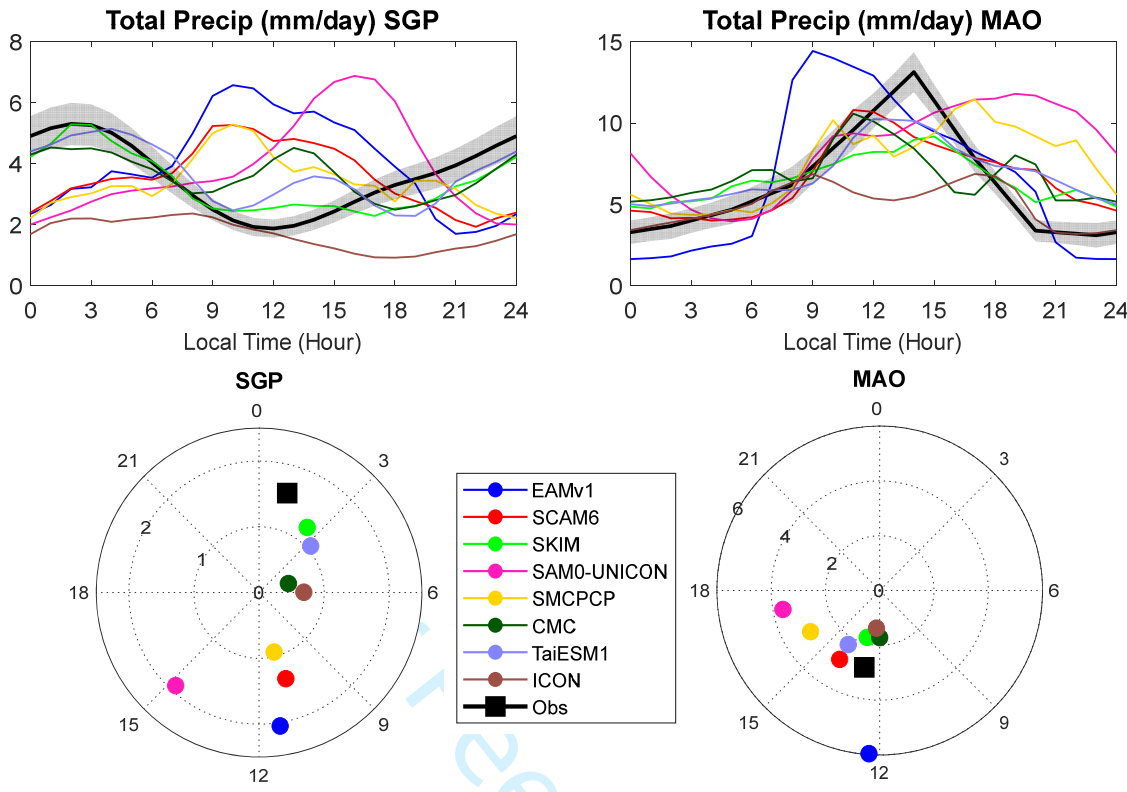 Total Precip (mm/day) SGP
8
6
4
2
0
0 3 6 9 12 15 18 21 24
Local Time (Hour)
Total Precip (mm/day) MAO
15
10
5
0
0 3 6 9 12 15 18 21 24
Local Time (Hour)
SGP
0
21 3
2
1
18 0 6
15 9
12
EAMv1
SCAM6
SKIM
SAM0-UNICON
SMCPCP
CMC
TaiESM1
ICON
Obs
MAO
0
21 3
6
4
2
18 0 6
15 9
12